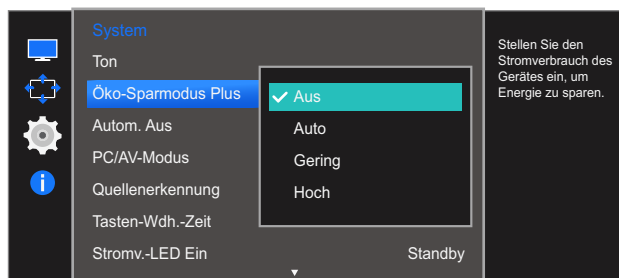 System
Ton
Öko-Sparmodus Plus
Autom. Aus
PC/AV-Modus
Quellenerkennung
Tasten-Wdh.-Zeit
Stromv.-LED Ein Standby
Aus
Auto
Gering
Hoch
Stellen Sie den
Stromverbrauch des
Gerätes ein, um
Energie zu sparen.